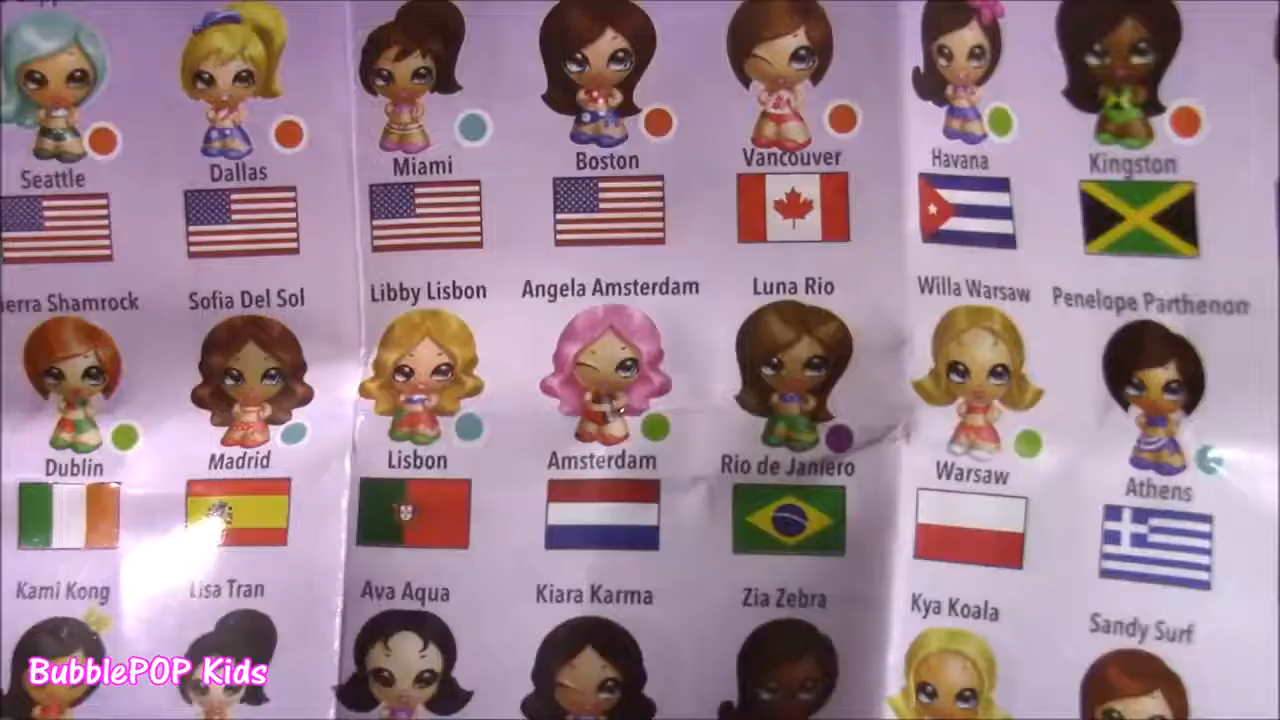 Seattle Dallas Miami Boston Vancouver Havana Kingston
Sofia Del Sol Libby Lisbon Angela Amsterdam Luna Rio Willa Warsaw Penelope Parthenon
Dublin Madrid Lisbon Amsterdam Rio de Janiero Warsaw Athens
Kami Kong Lisa Tran Ava Aqua Kiara Karma Zia Zebra Kya Koala Sandy Surf
BubblePOP Kids